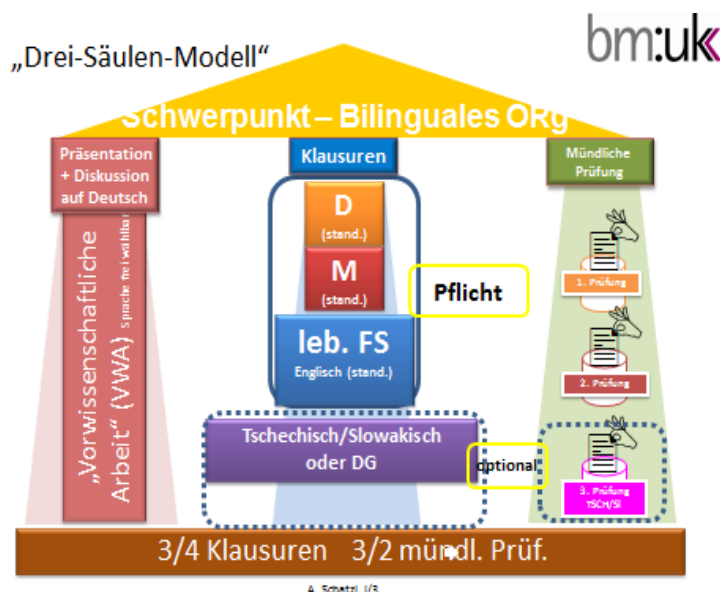 „Drei-Säulen-Modell“
bm:uk
Schwerpunkt – Bilinguales ORg
Präsentation
+ Diskussion
auf Deutsch
„Vorwissenschaftliche
Arbeit“ (VWA) Sprache frei wählbar
Klausuren
D
(stand.)
M
(stand.)
leb. FS
Englisch (stand.)
Pflicht
Tschechisch/Slowakisch
oder DG
optional
Mündliche
Prüfung
1. Prüfung
2. Prüfung
3. Prüfung
TSCH/Sl
3/4 Klausuren 3/2 mündl. Prüf.
A. Schatzl, I/3